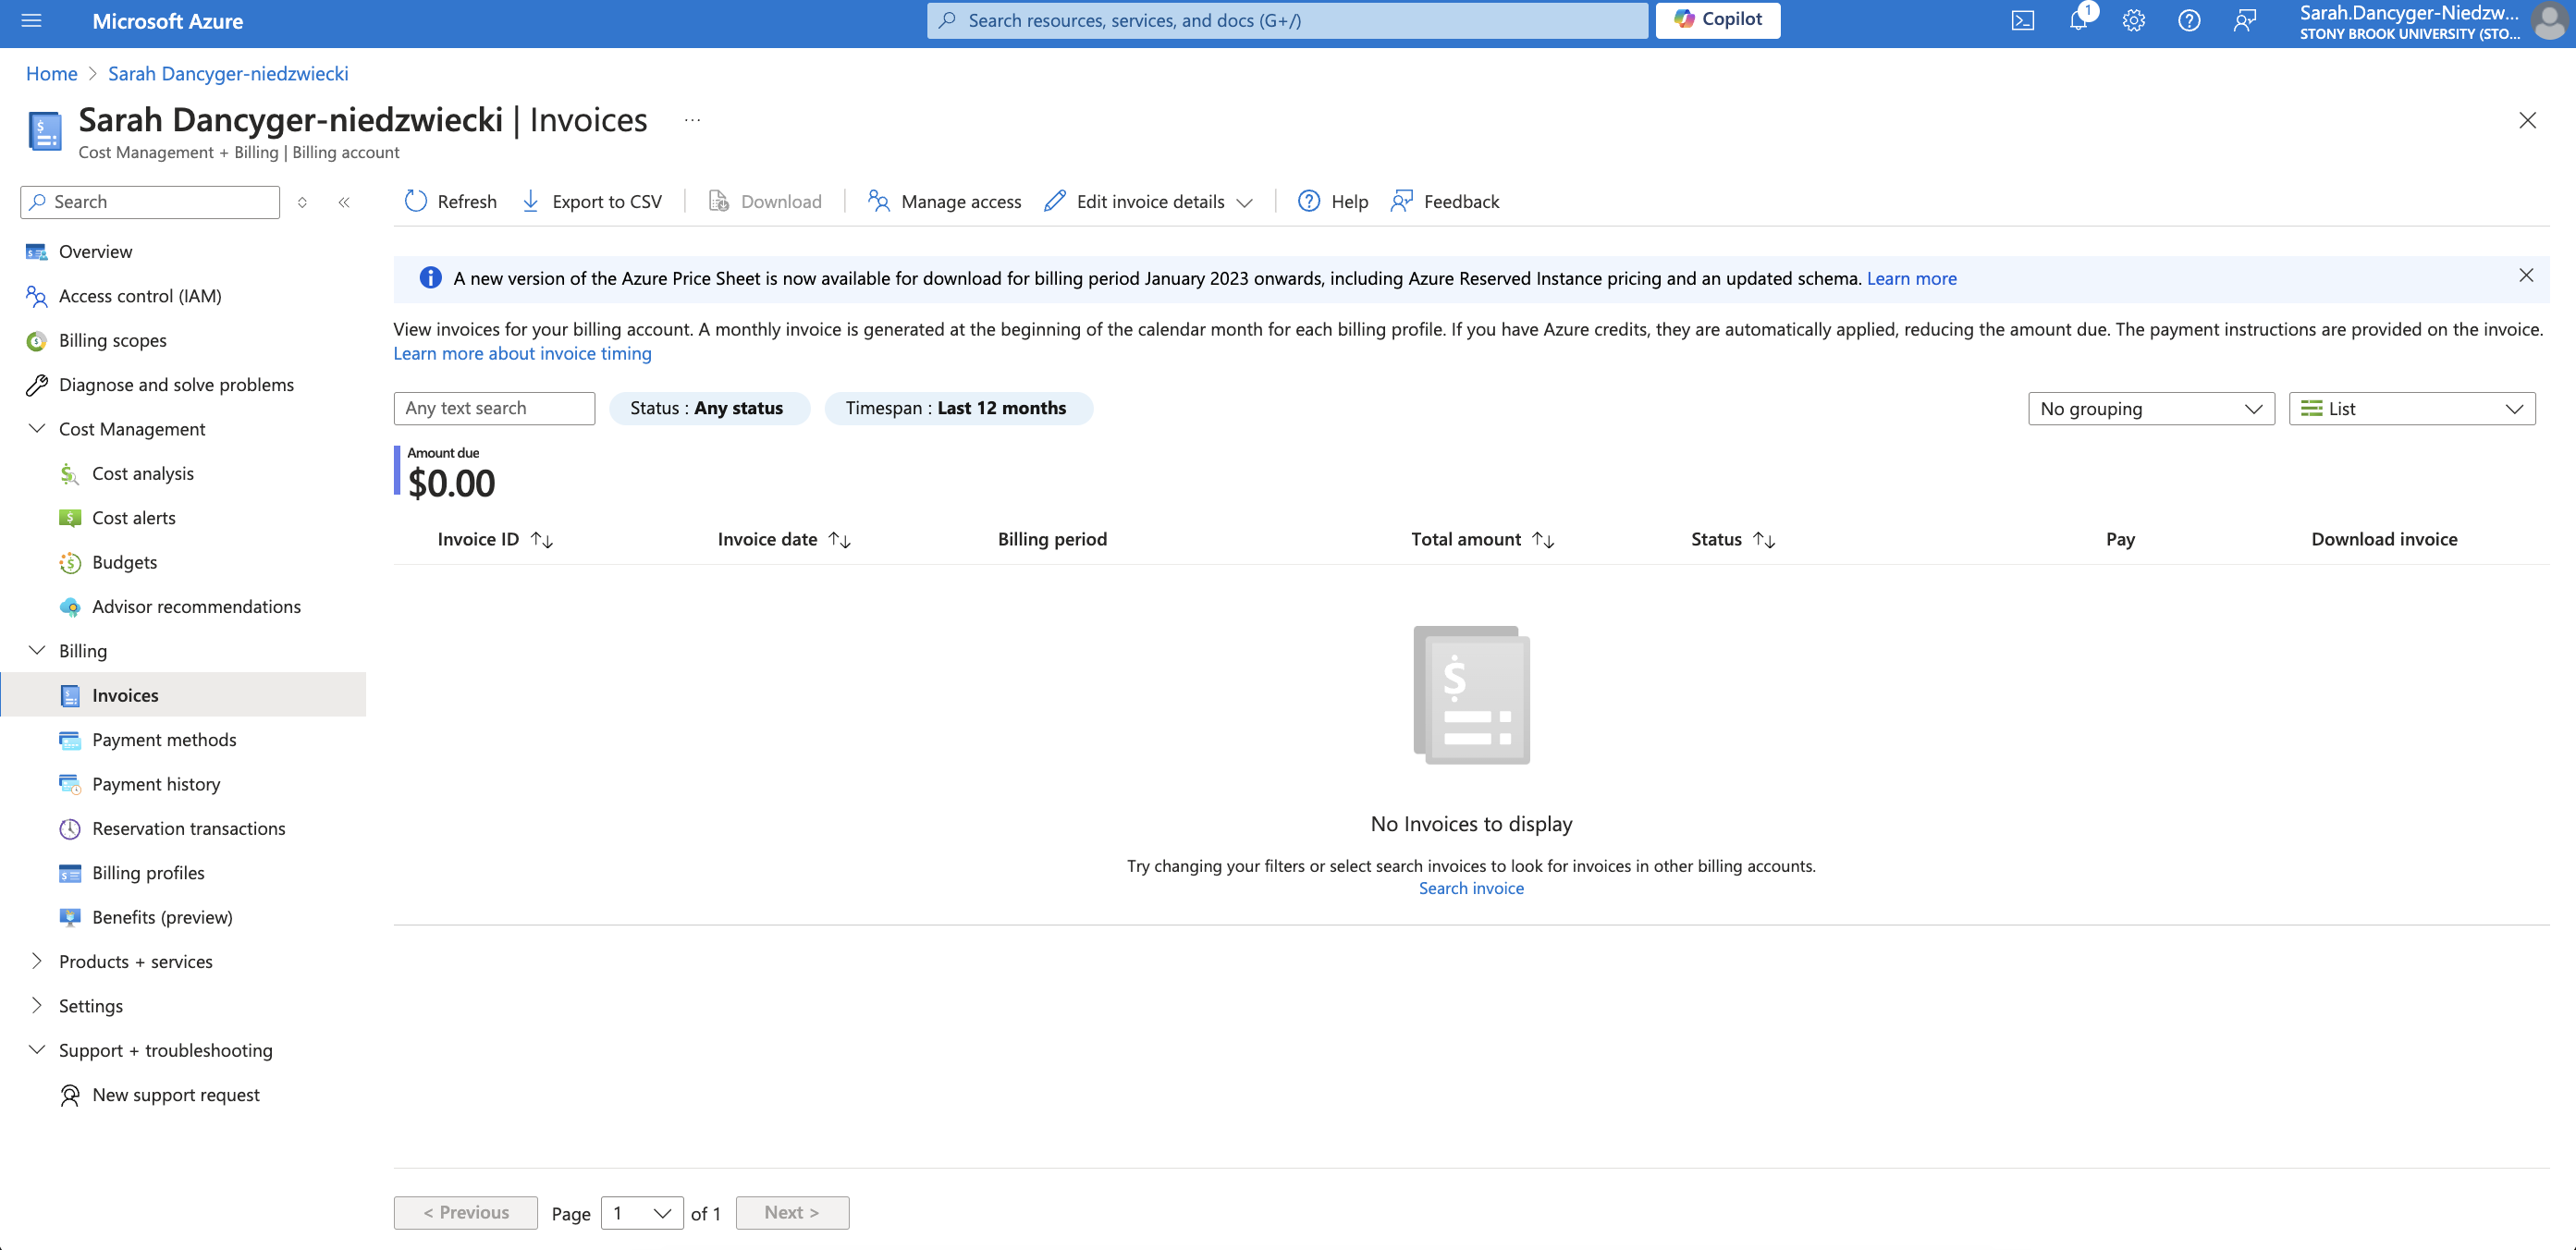 Microsoft Azure
Search resources, services, and docs (G+/)
Copilot
1
Sarah.Dancyger-Niedzw...
STONY BROOK UNIVERSITY (STO...
Home > Sarah Dancyger-niedzwiecki
Sarah Dancyger-niedzwiecki | Invoices ...
Cost Management + Billing | Billing account
Search
Overview
Access control (IAM)
Billing scopes
Diagnose and solve problems
Cost Management
Cost analysis
Cost alerts
Budgets
Advisor recommendations
Billing
Invoices
Payment methods
Payment history
Reservation transactions
Billing profiles
Benefits (preview)
Products + services
Settings
Support + troubleshooting
New support request
Refresh
Export to CSV
Download
Manage access
Edit invoice details
Help
Feedback
A new version of the Azure Price Sheet is now available for download for billing period January 2023 onwards, including Azure Reserved Instance pricing and an updated schema. Learn more
View invoices for your billing account. A monthly invoice is generated at the beginning of the calendar month for each billing profile. If you have Azure credits, they are automatically applied, reducing the amount due. The payment instructions are provided on the invoice.
Learn more about invoice timing
Any text search
Status : Any status
Timespan : Last 12 months
No grouping
List
Amount due
$0.00
Invoice ID
Invoice date
Billing period
Total amount
Status
Pay
Download invoice
No Invoices to display
Try changing your filters or select search invoices to look for invoices in other billing accounts.
Search invoice
< Previous
Page 1 of 1
Next >